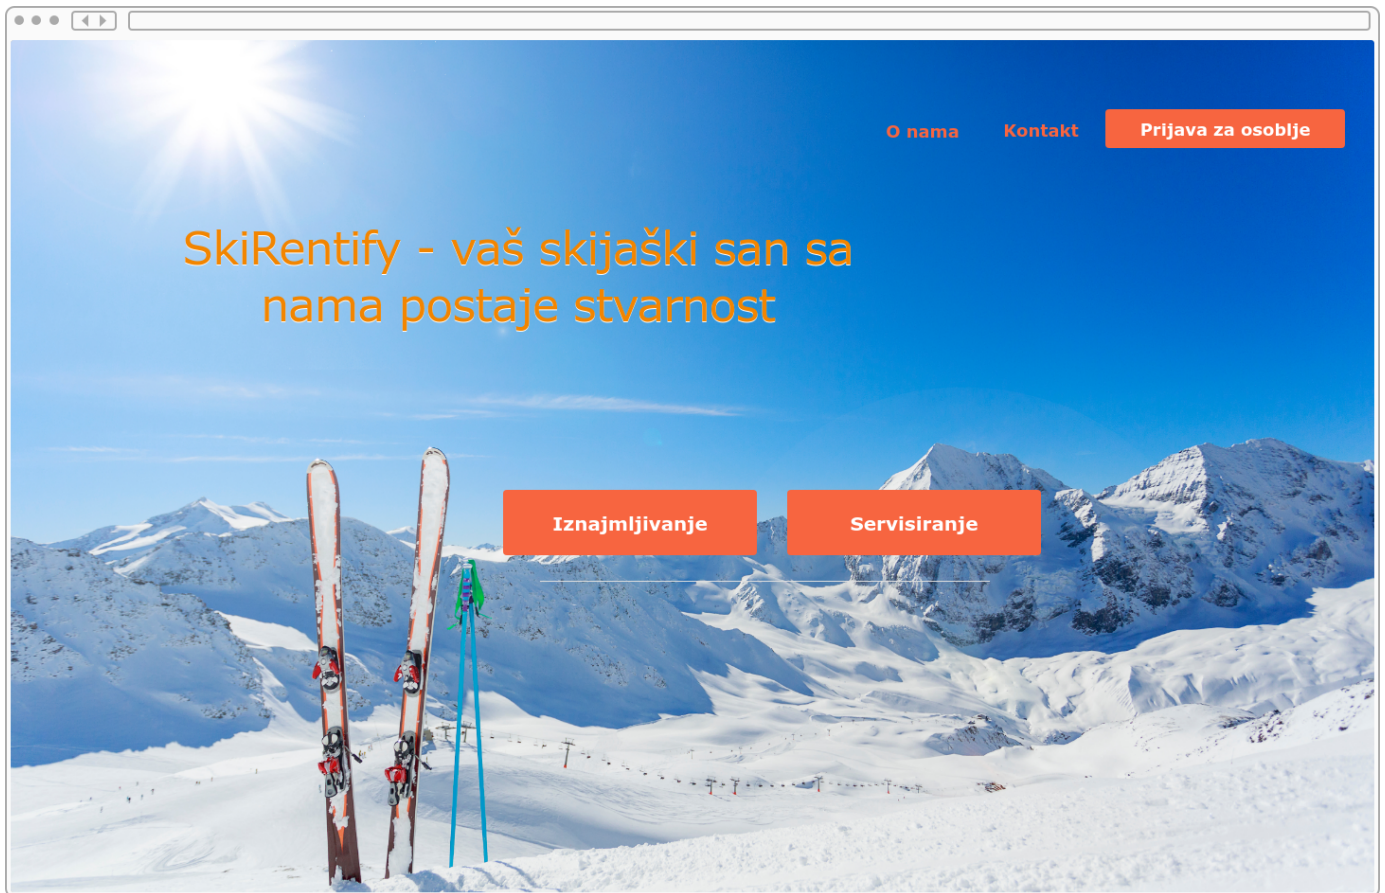 O nama
Kontakt
Prijava za osoblje
SkiRentify - vaš skijaški san sa
nama postaje stvarnost
Iznajmljivanje
Servisiranje